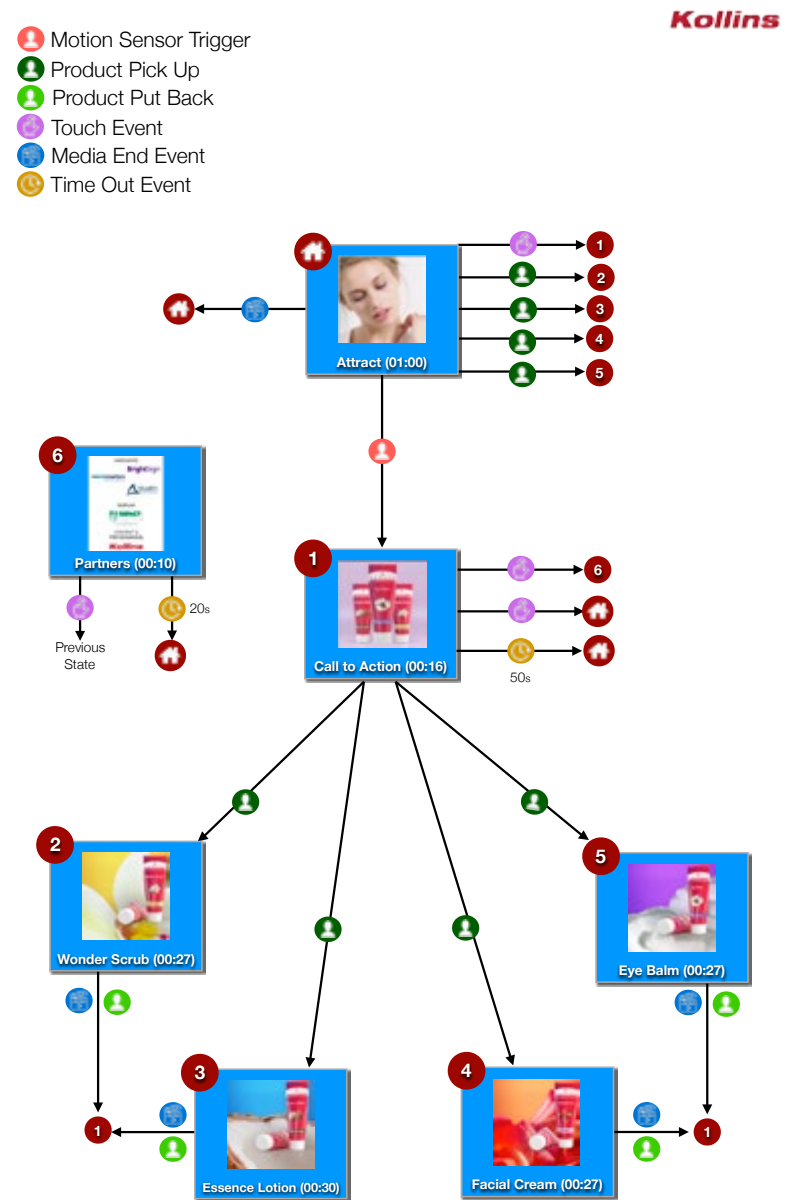 Kollins
Motion Sensor Trigger
Product Pick Up
Product Put Back
Touch Event
Media End Event
Time Out Event
1
2
3
4
5
Attract (01:00)
6
BrightSign
Kollins
Partners (00:10)
20s
Previous
State
1
6
Call to Action (00:16)
50s
2
Wonder Scrub (00:27)
5
Eye Balm (00:27)
3
1
Essence Lotion (00:30)
4
1
Facial Cream (00:27)